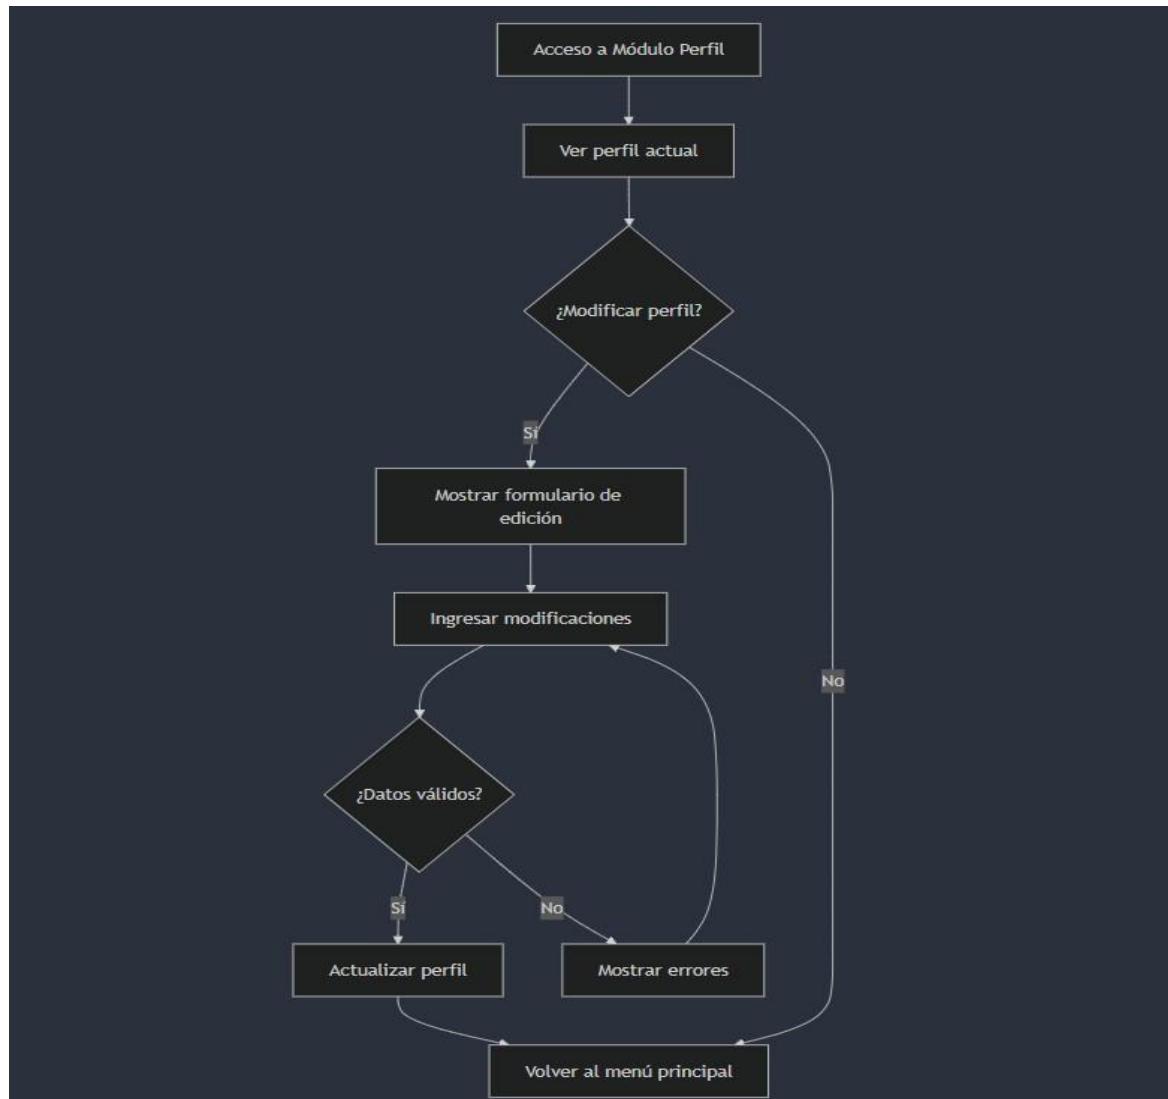 Acceso a Módulo Perfil
Ver perfil actual
¿Modificar perfil?
Sí
Mostrar formulario de
edición
Ingresar modificaciones
No
¿Datos válidos?
Sí
No
Actualizar perfil
Mostrar errores
Volver al menú principal